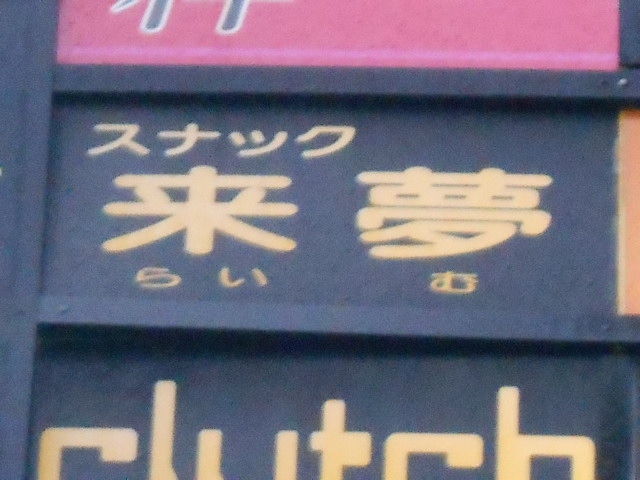 スナック
来夢
らいむ
clutch